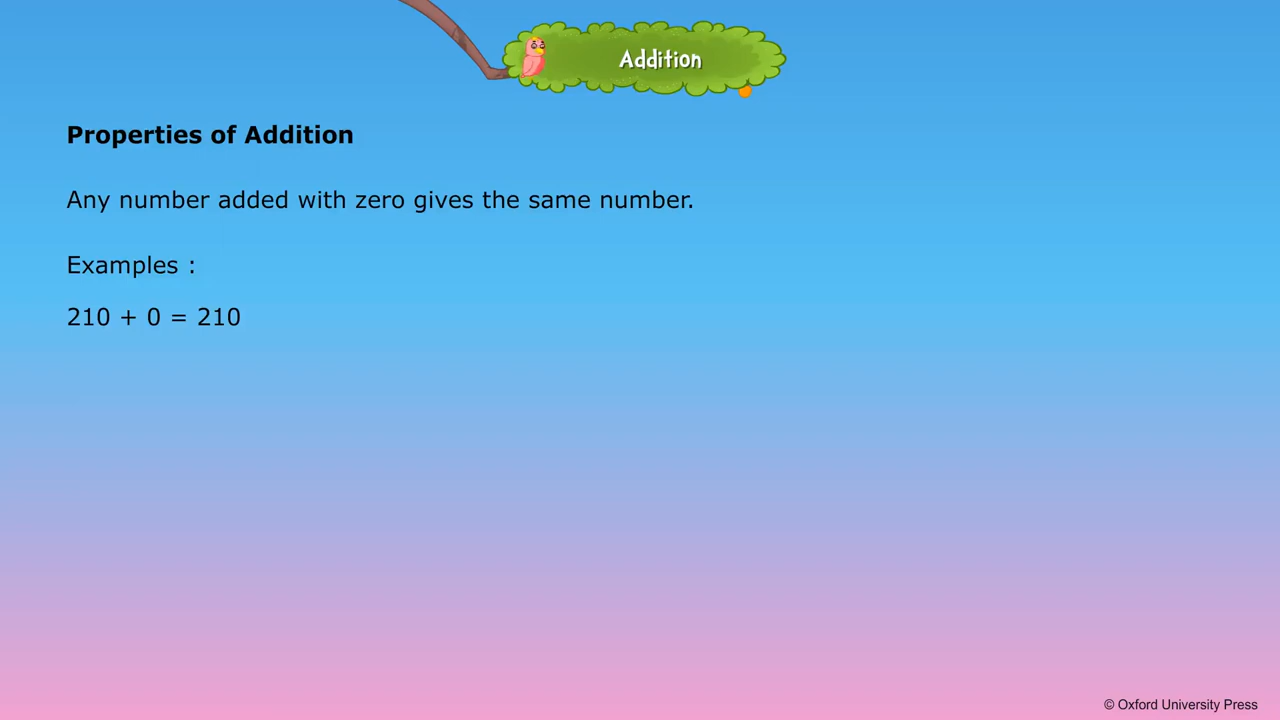 Addition
Properties of Addition
Any number added with zero gives the same number.
Examples :
210 + 0 = 210
© Oxford University Press